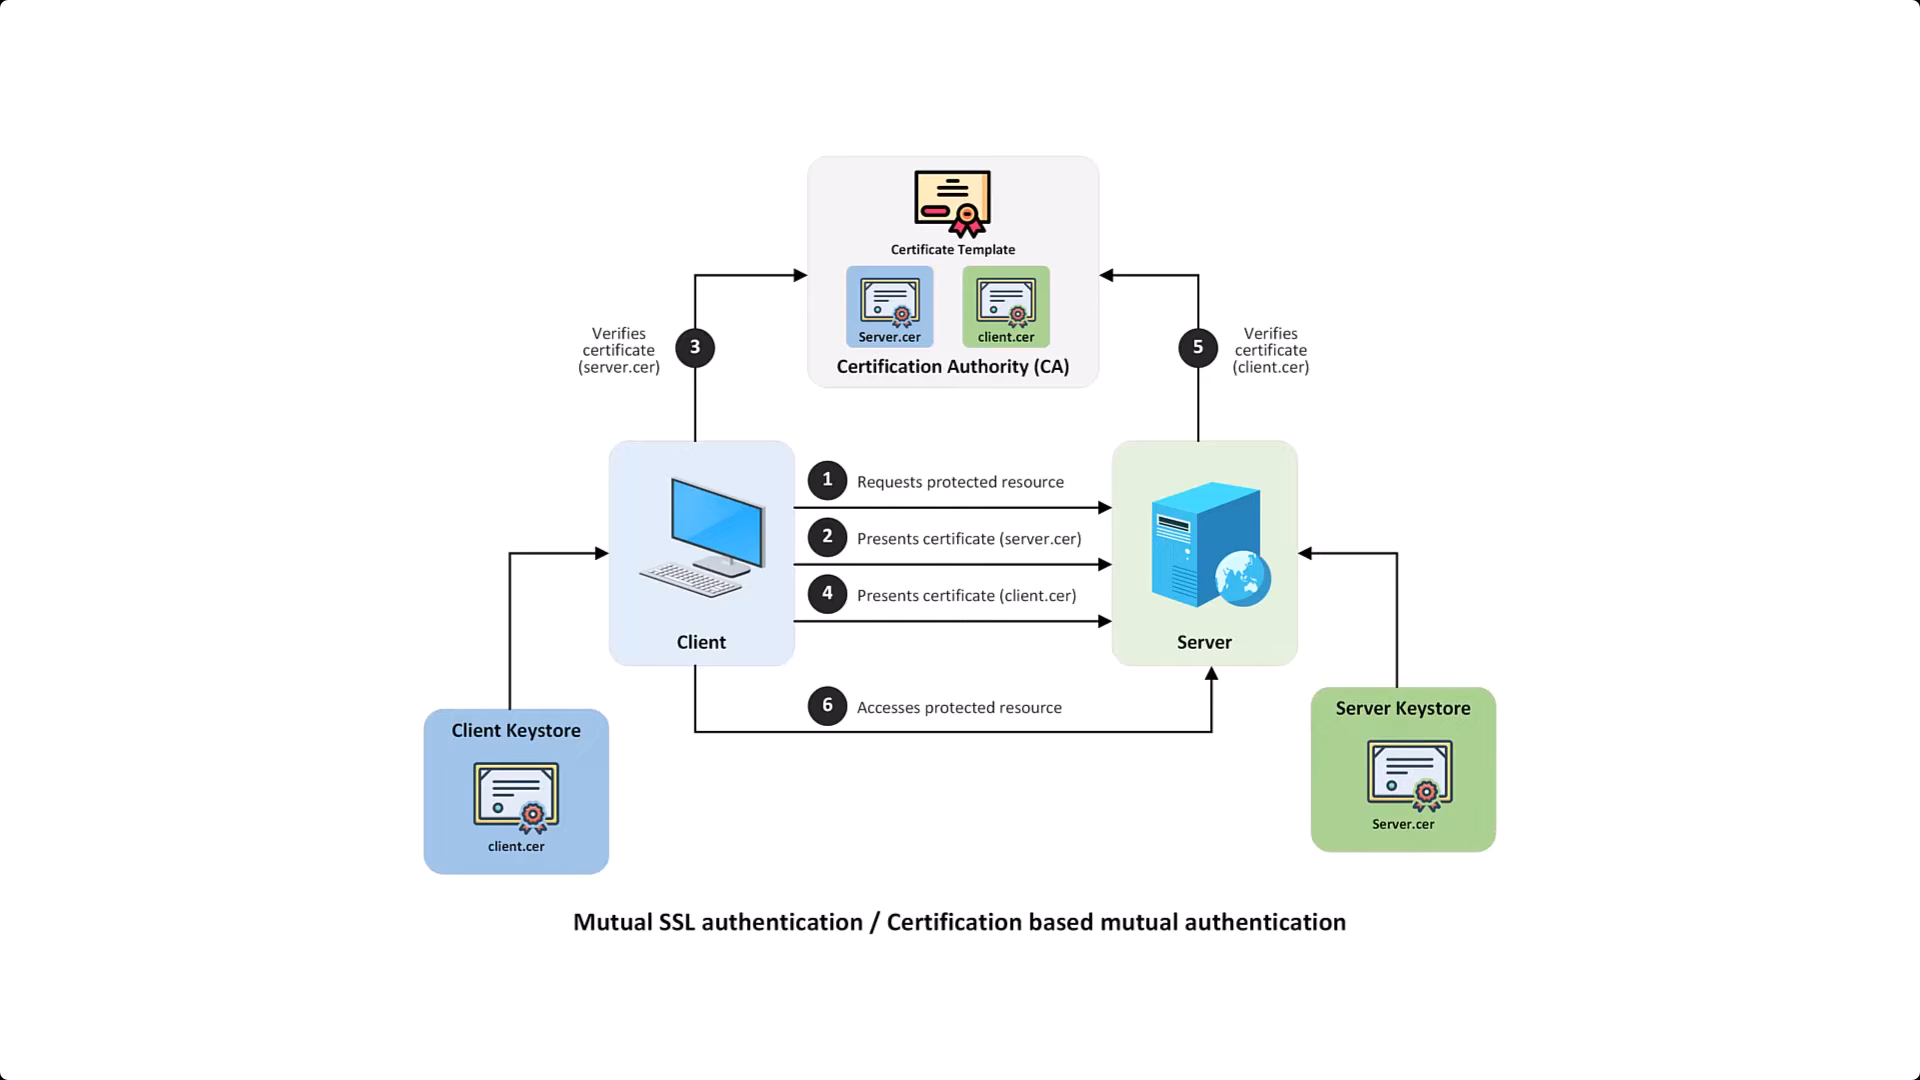 Certificate Template
Server.cer
client.cer
Certification Authority (CA)
Verifies
certificate
(server.cer)
3
5
Verifies
certificate
(client.cer)
1
Requests protected resource
2
Presents certificate (server.cer)
4
Presents certificate (client.cer)
Client
Server
6
Accesses protected resource
Client Keystore
client.cer
Server Keystore
Server.cer
Mutual SSL authentication / Certification based mutual authentication